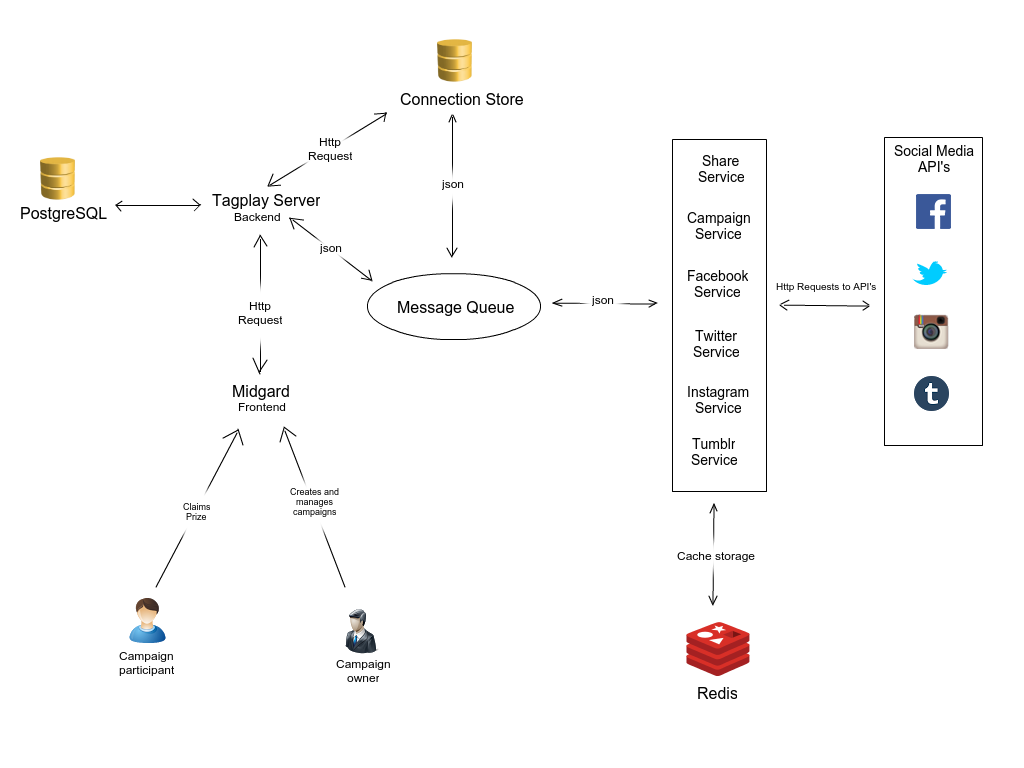 Connection Store
Http
Request
json
PostgreSQL
Tagplay Server
Backend
json
Message Queue
json
Http
Request
Midgard
Frontend
Claims
Prize
Creates and
manages
campaigns
Campaign
participant
Campaign
owner
Share
Service
Campaign
Service
Facebook
Service
Twitter
Service
Instagram
Service
Tumblr
Service
Http Requests to API's
Social Media
API's
f
t
Cache storage
Redis